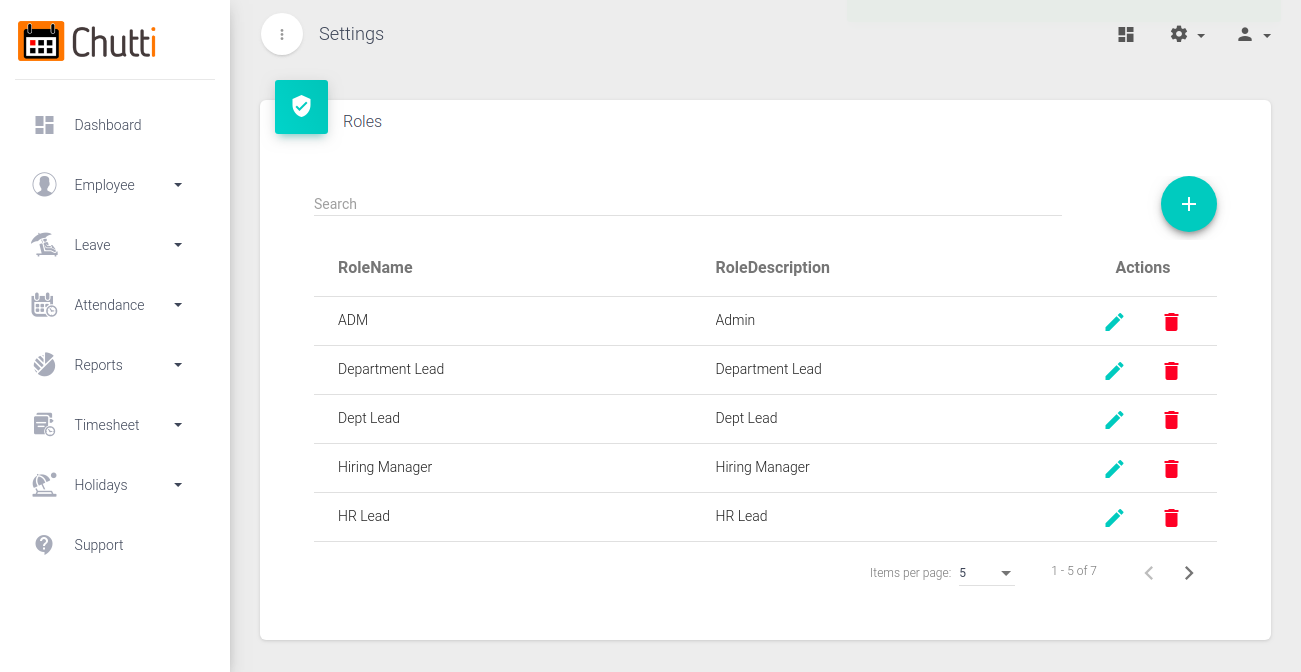 Chutti
Settings
Dashboard
Employee
Leave
Attendance
Reports
Timesheet
Holidays
Support
Roles
Search
RoleName RoleDescription Actions
ADM Admin
Department Lead Department Lead
Dept Lead Dept Lead
Hiring Manager Hiring Manager
HR Lead HR Lead
Items per page: 5 1 - 5 of 7